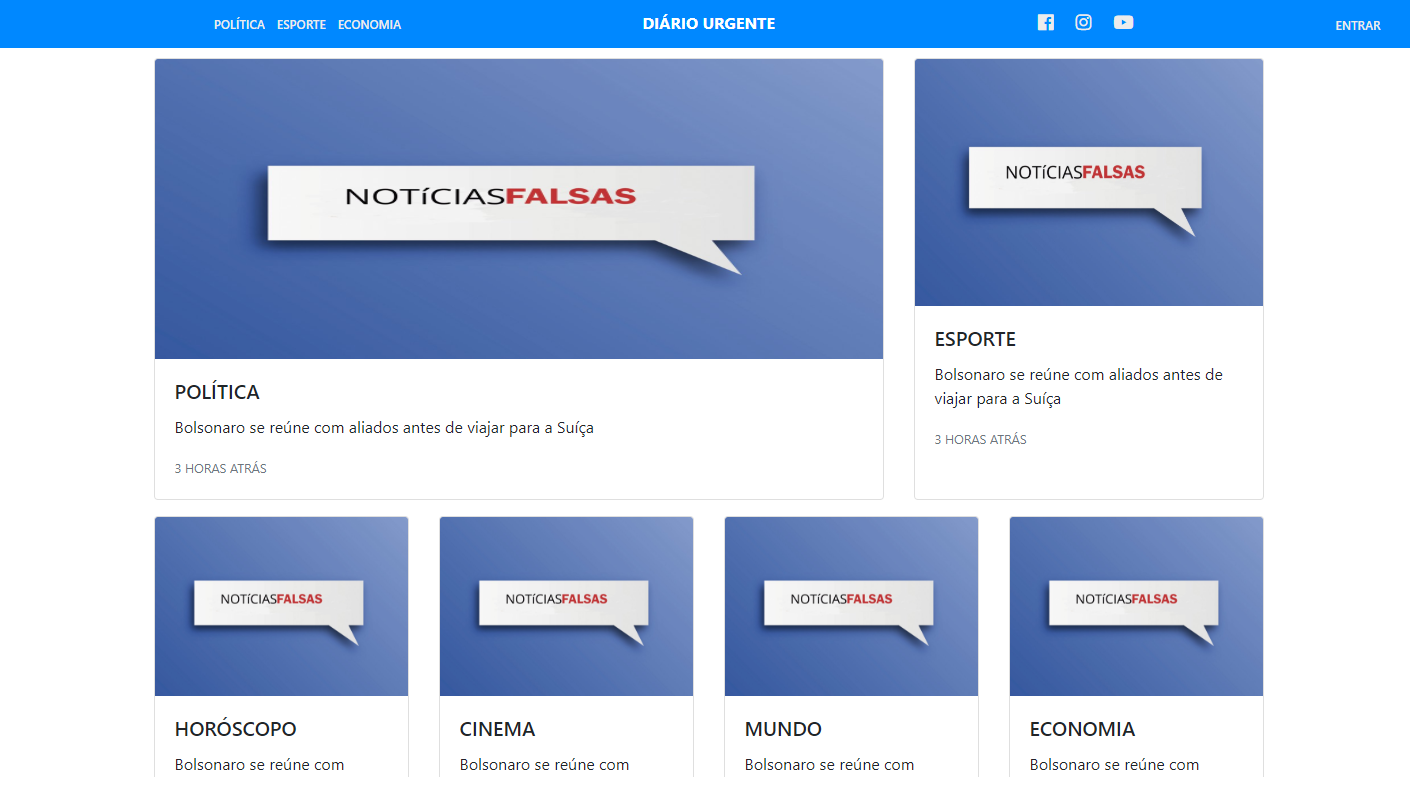 POLÍTICA ESPORTE ECONOMIA DIÁRIO URGENTE ENTRAR
NOTíCIASFALSAS
POLÍTICA
Bolsonaro se reúne com aliados antes de viajar para a Suíça
3 HORAS ATRÁS
NOTíCIASFALSAS
ESPORTE
Bolsonaro se reúne com aliados antes de
viajar para a Suíça
3 HORAS ATRÁS
NOTíCIASFALSAS
HORÓSCOPO
Bolsonaro se reúne com
NOTíCIASFALSAS
CINEMA
Bolsonaro se reúne com
NOTíCIASFALSAS
MUNDO
Bolsonaro se reúne com
NOTíCIASFALSAS
ECONOMIA
Bolsonaro se reúne com